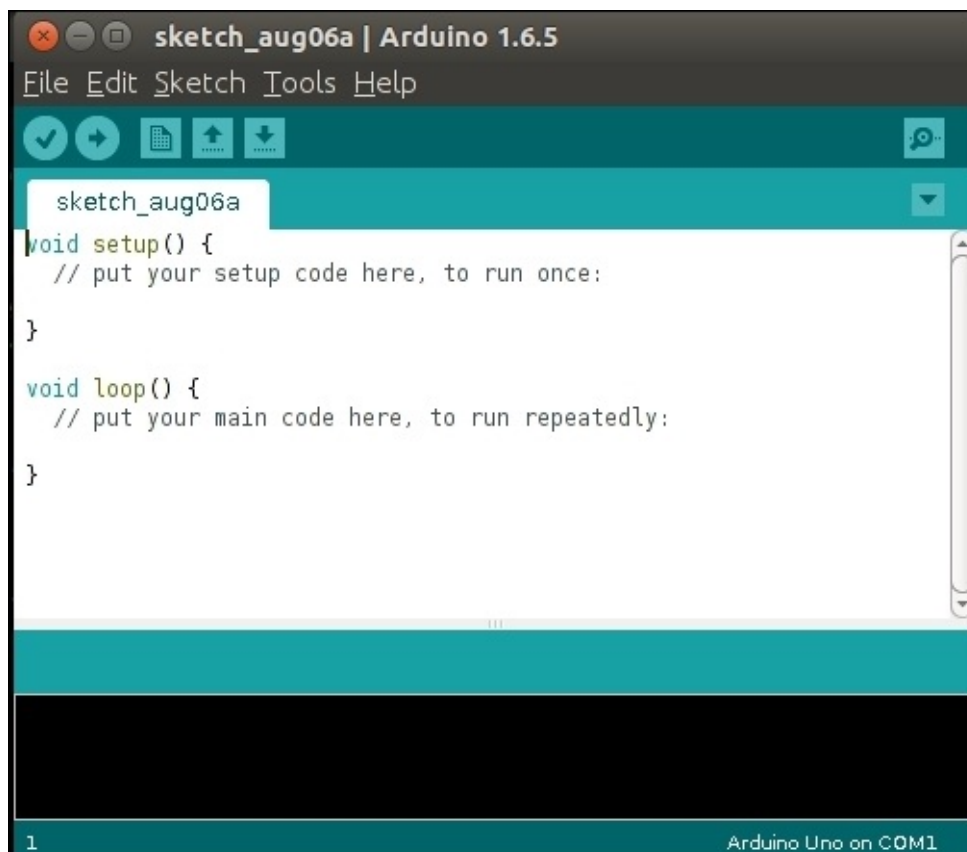 sketch_aug06a | Arduino 1.6.5
File Edit Sketch Tools Help
sketch_aug06a
void setup() {
  // put your setup code here, to run once:
}
void loop() {
  // put your main code here, to run repeatedly:
}
1 Arduino Uno on COM1